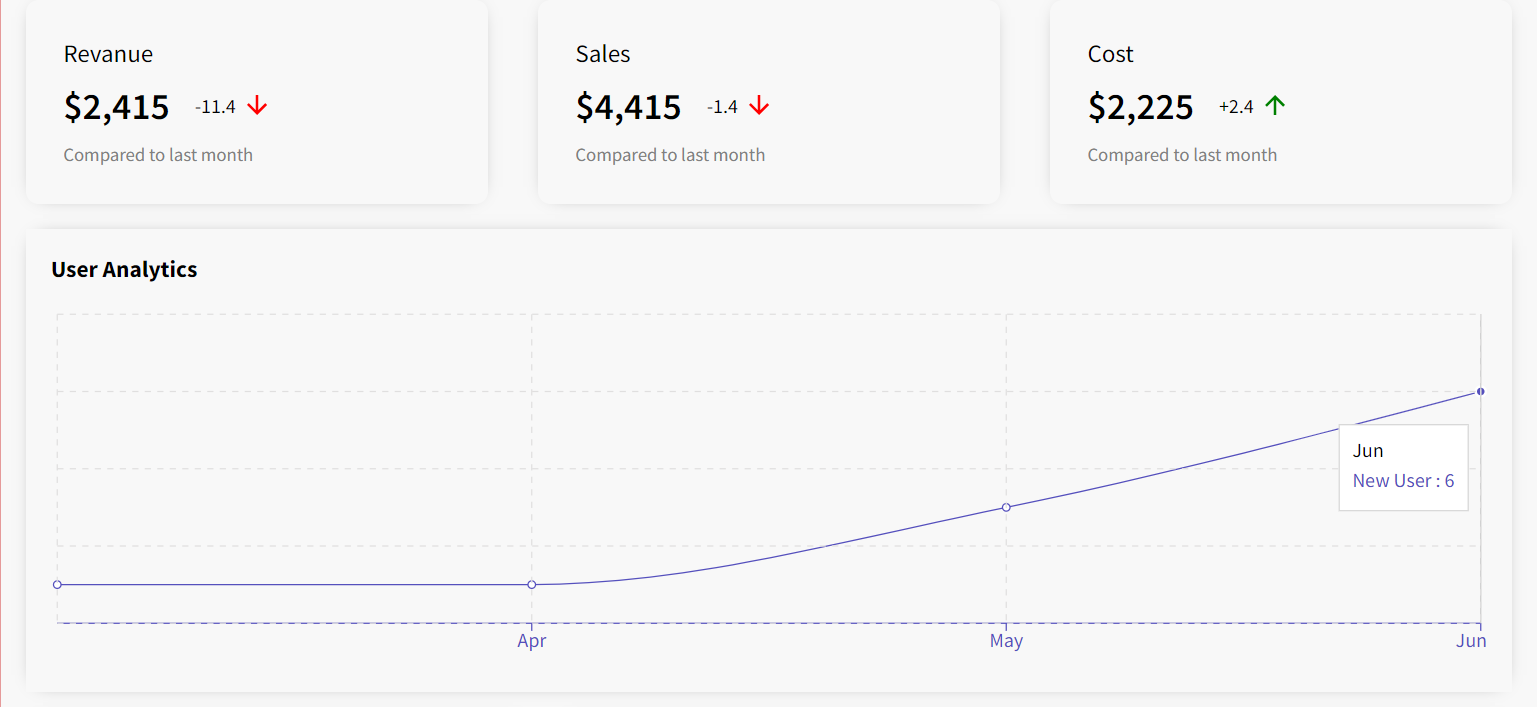 Revanue
$2,415 -11.4
Compared to last month
Sales
$4,415 -1.4
Compared to last month
Cost
$2,225 +2.4
Compared to last month
User Analytics
Jun
New User : 6
Apr May Jun